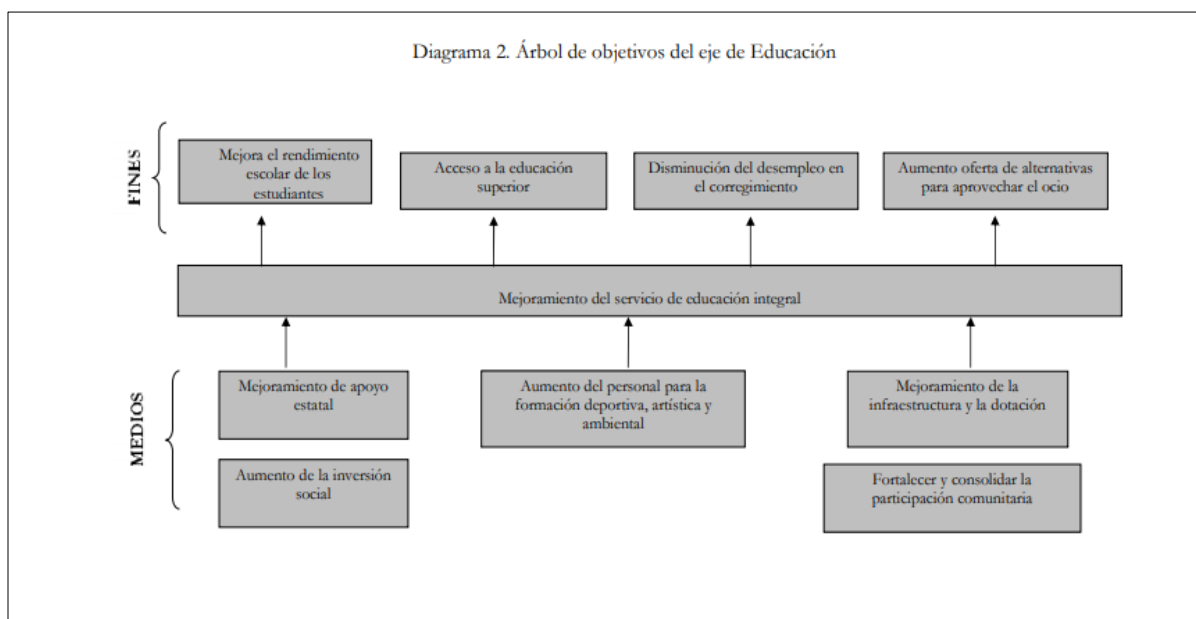 Diagrama 2. Árbol de objetivos del eje de Educación
FINES
Mejora el rendimiento
escolar de los
estudiantes
Acceso a la educación
superior
Disminución del desempleo en
el corregimiento
Aumento oferta de alternativas
para aprovechar el ocio
Mejoramiento del servicio de educación integral
MEDIOS
Mejoramiento de apoyo
estatal
Aumento del personal para la
formación deportiva, artística y
ambiental
Mejoramiento de la
infraestructura y la dotación
Aumento de la inversión
social
Fortalecer y consolidar la
participación comunitaria